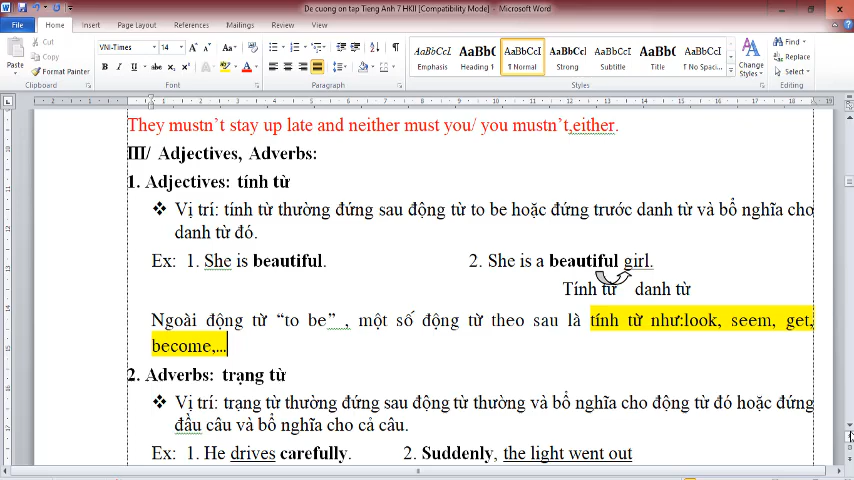 De cuong on tap Tieng Anh 7 HKII [Compatibility Mode] - Microsoft Word
File Home Insert Page Layout References Mailings Review View
Paste Cut Copy Format Painter
Clipboard
VNI-Times 14
Font
Paragraph
AaBbCcL Emphasis AaBbC Heading 1 AaBbCcI ¶ Normal AaBbCc Strong AaBbCcI Subtitle AaBb( Title AaBbCcI ¶ No Spaci...
Change Styles
Styles
Find Replace Select
Editing
They mustn't stay up late and neither must you/ you mustn't,either.
III/ Adjectives, Adverbs:
1. Adjectives: tính từ
❖ Vị trí: tính từ thường đứng sau động từ to be hoặc đứng trước danh từ và bổ nghĩa cho
danh từ đó.
Ex: 1. She is beautiful. 2. She is a beautiful girl.
Tính từ danh từ
Ngoài động từ “to be” , một số động từ theo sau là tính từ như:look, seem, get,
become,...
2. Adverbs: trạng từ
❖ Vị trí: trạng từ thường đứng sau động từ thường và bổ nghĩa cho động từ đó hoặc đứng
đầu câu và bổ nghĩa cho cả câu.
Ex: 1. He drives carefully. 2. Suddenly, the light went out